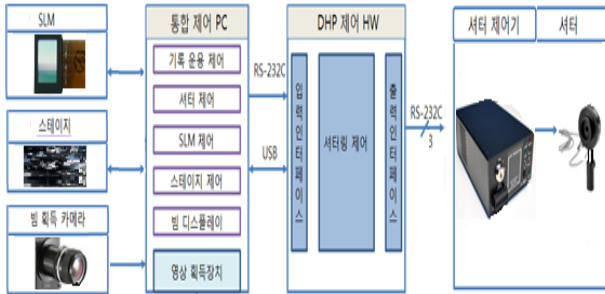 SLM
스테이지
빔 획득 카메라
통합 제어 PC
기록 운용 제어
셔터 제어
SLM 제어
스테이지 제어
빔 디스플레이
영상 획득장치
RS-232C
USB
DHP 제어 HW
입력인터페이스
셔터링 제어
출력인터페이스
RS-232C
3
셔터 제어기
셔터